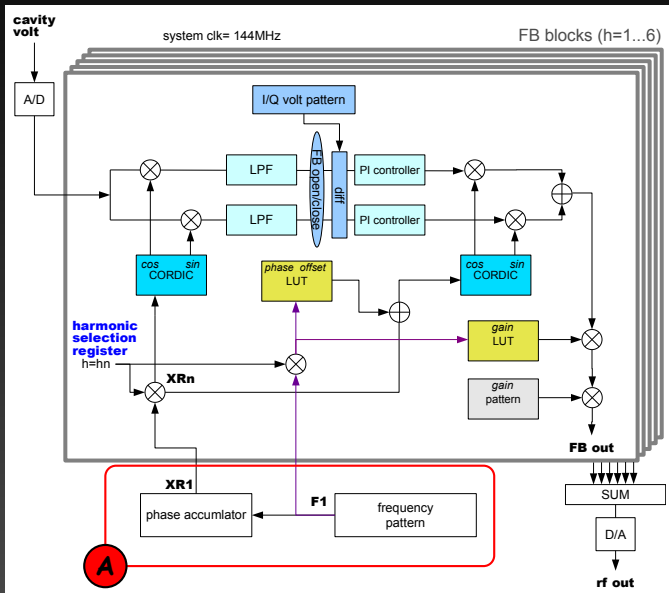 cavity
volt
system clk= 144MHz
FB blocks (h=1...6)
A/D
I/Q volt pattern
LPF
FB open/close
diff
PI controller
LPF
PI controller
cos sin
CORDIC
phase offset
LUT
cos sin
CORDIC
harmonic
selection
register
h=hn
XRn
gain
LUT
gain
pattern
FB out
XR1
F1
phase accumlator
frequency
pattern
SUM
D/A
A
rf out